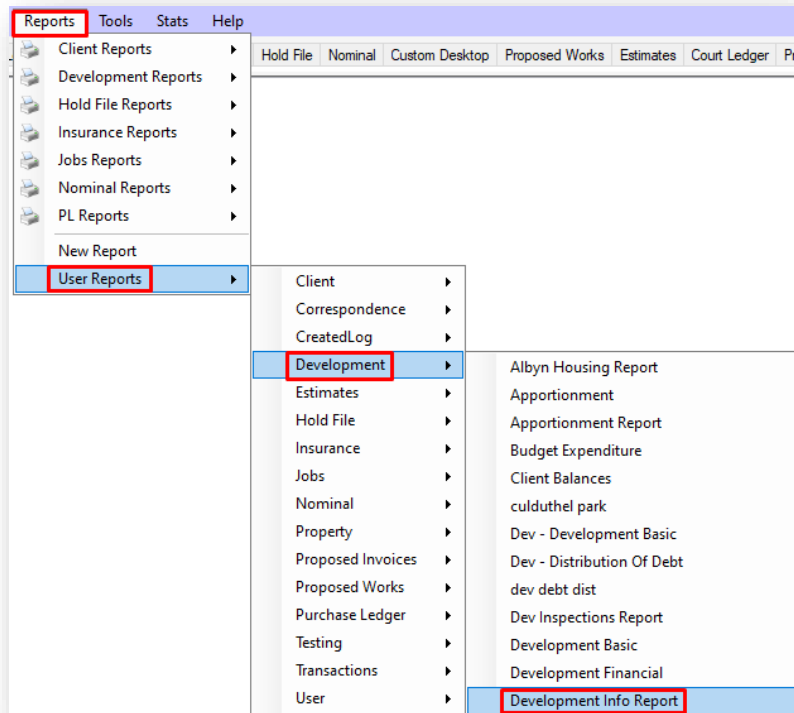 Reports Tools Stats Help
Client Reports
Hold File Nominal Custom Desktop Proposed Works Estimates Court Ledger
Development Reports
Hold File Reports
Insurance Reports
Jobs Reports
Nominal Reports
PL Reports
New Report
User Reports
Client
Correspondence
CreatedLog
Development
Estimates
Hold File
Insurance
Jobs
Nominal
Property
Proposed Invoices
Proposed Works
Purchase Ledger
Testing
Transactions
User
Albyn Housing Report
Apportionment
Apportionment Report
Budget Expenditure
Client Balances
culduthel park
Dev - Development Basic
Dev - Distribution Of Debt
dev debt dist
Dev Inspections Report
Development Basic
Development Financial
Development Info Report